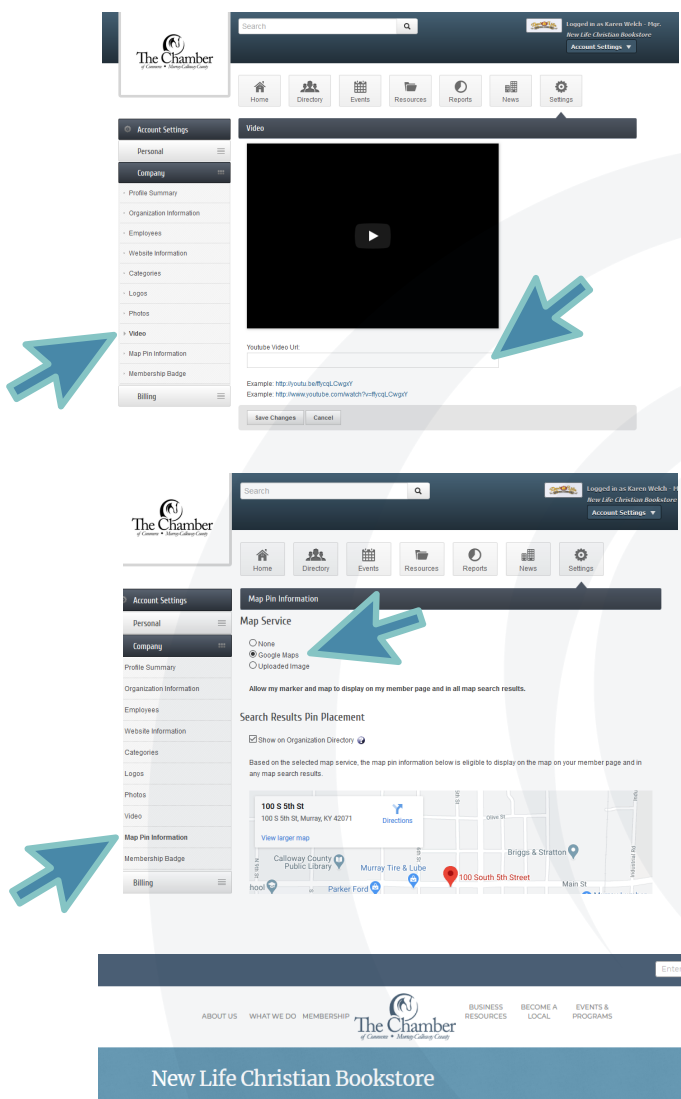 Search
Logged in as Karen Welch - Mgr.
New Life Christian Bookstore
Account Settings ▼
The Chamber
of Commerce • Murray-Calloway County
Home
Directory
Events
Resources
Reports
News
Settings
Account Settings
Personal
Company
Profile Summary
Organization Information
Employees
Website Information
Categories
Logos
Photos
Video
Map Pin Information
Membership Badge
Billing
Video
Youtube Video Url:
Example: http://youtu.be/ffycqLCwgxY
Example: http://www.youtube.com/watch?v=ffycqLCwgxY
Save Changes
Cancel
Search
Logged in as Karen Welch -
New Life Christian Bookstore
Account Settings ▼
The Chamber
of Commerce • Murray-Calloway County
Home
Directory
Events
Resources
Reports
News
Settings
Account Settings
Personal
Company
Profile Summary
Organization Information
Employees
Website Information
Categories
Logos
Photos
Video
Map Pin Information
Membership Badge
Billing
Map Pin Information
Map Service
None
Google Maps
Uploaded Image
Allow my marker and map to display on my member page and in all map search results.
Search Results Pin Placement
Show on Organization Directory
Based on the selected map service, the map pin information below is eligible to display on the map on your member page and in
any map search results.
100 S 5th St
100 S 5th St, Murray, KY 42071
Directions
View larger map
Olive St
Calloway County
Public Library
Murray Tire & Lube
Briggs & Stratton
100 South 5th Street
hool
Parker Ford
Main St
Enter
ABOUT US
WHAT WE DO
MEMBERSHIP
The Chamber
of Commerce • Murray-Calloway County
BUSINESS
RESOURCES
BECOME A
LOCAL
EVENTS &
PROGRAMS
New Life Christian Bookstore